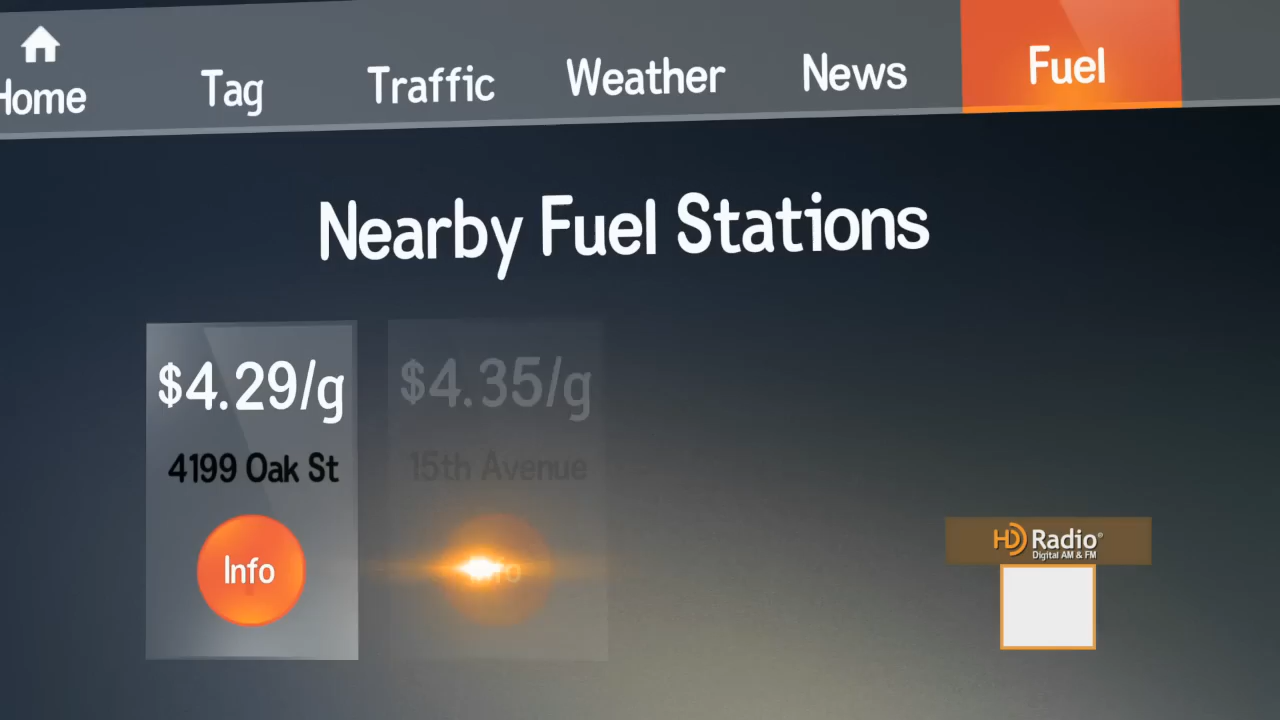 Home
Tag
Traffic
Weather
News
Fuel
Nearby Fuel Stations
$4.29/g
4199 Oak St
Info
$4.35/g
15th Avenue
Info
HD Radio®
Digital AM & FM